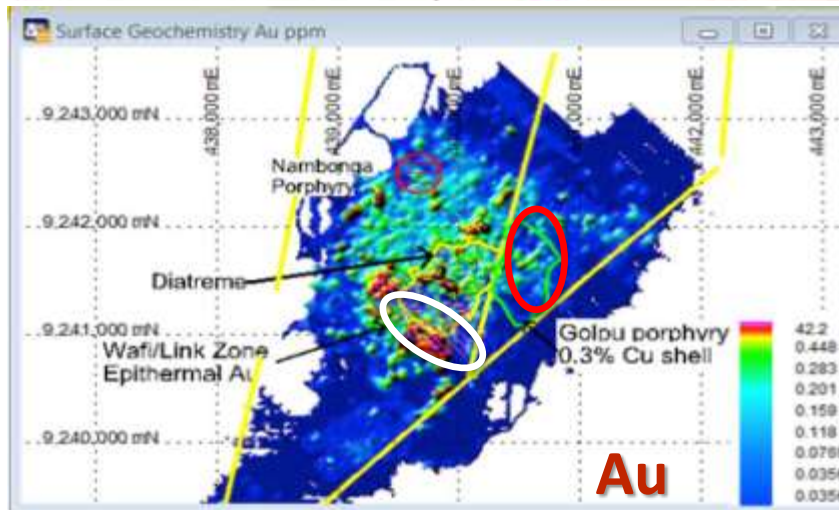 Surface Geochemistry Au ppm
438,000 mE.
439,000 mE.
442,000 mE.
443,000 mE.
9,243,000 mN
Nambonga
Porphyry
9,242,000 mN
Diatreme
9,241,000 mN
Wafi/Link Zone
Epithermal Au
Golpu porphyry
0.3% Cu shell
9,240,000 mN
Au
42.2
0.448
0.283
0.201
0.159
0.118